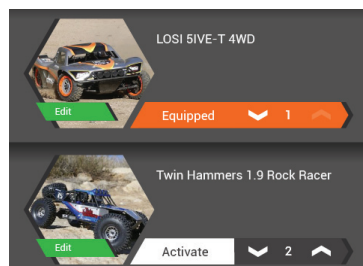 LOSI 5IVE-T 4WD
Edit
Equipped 1
Twin Hammers 1.9 Rock Racer
Edit
Activate 2